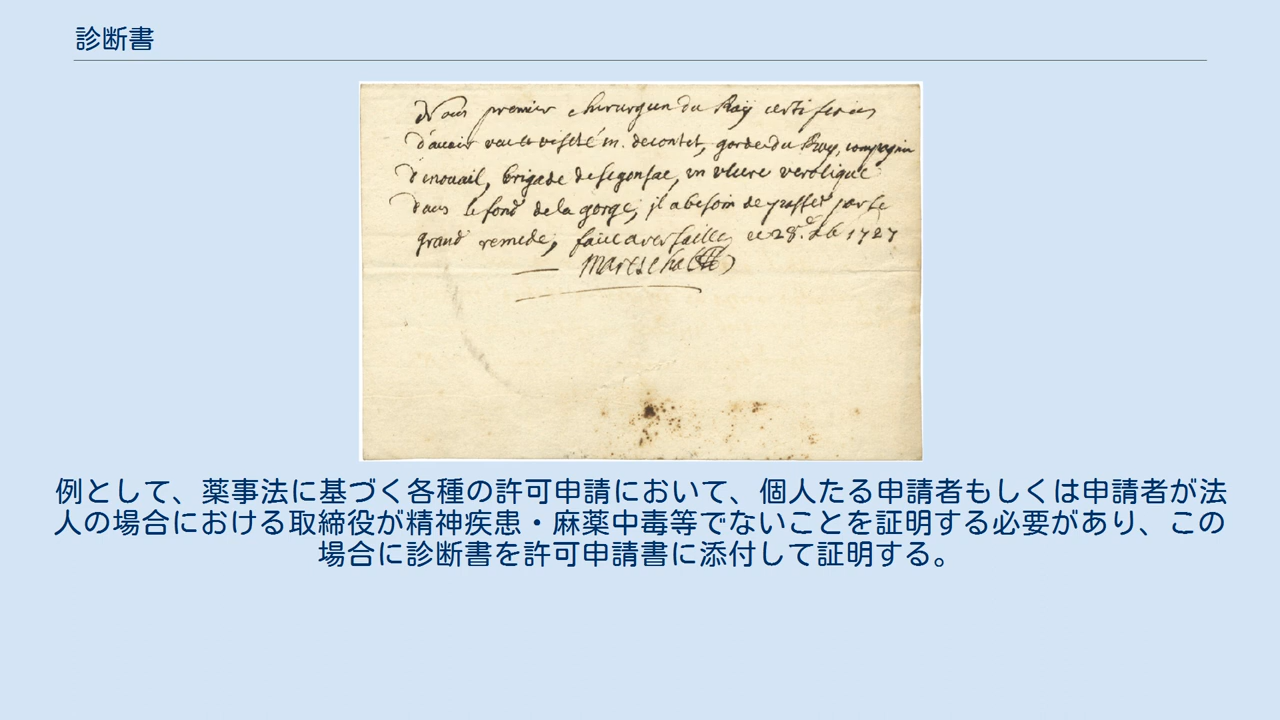 診断書
Nous premier chirurgien du Roÿ certifions
d'avoir veu et visité m. decontet, garde du Roy, compagnie
brigade de segonsac, un ulcere verolique
dans le fond de la gorge, il a besoin de passer par le
grand remede, fait a versailles ce 28.e 1727
Mareschal
例として、薬事法に基づく各種の許可申請において、個人たる申請者もしくは申請者が法
人の場合における取締役が精神疾患・麻薬中毒等でないことを証明する必要があり、この
場合に診断書を許可申請書に添付して証明する。